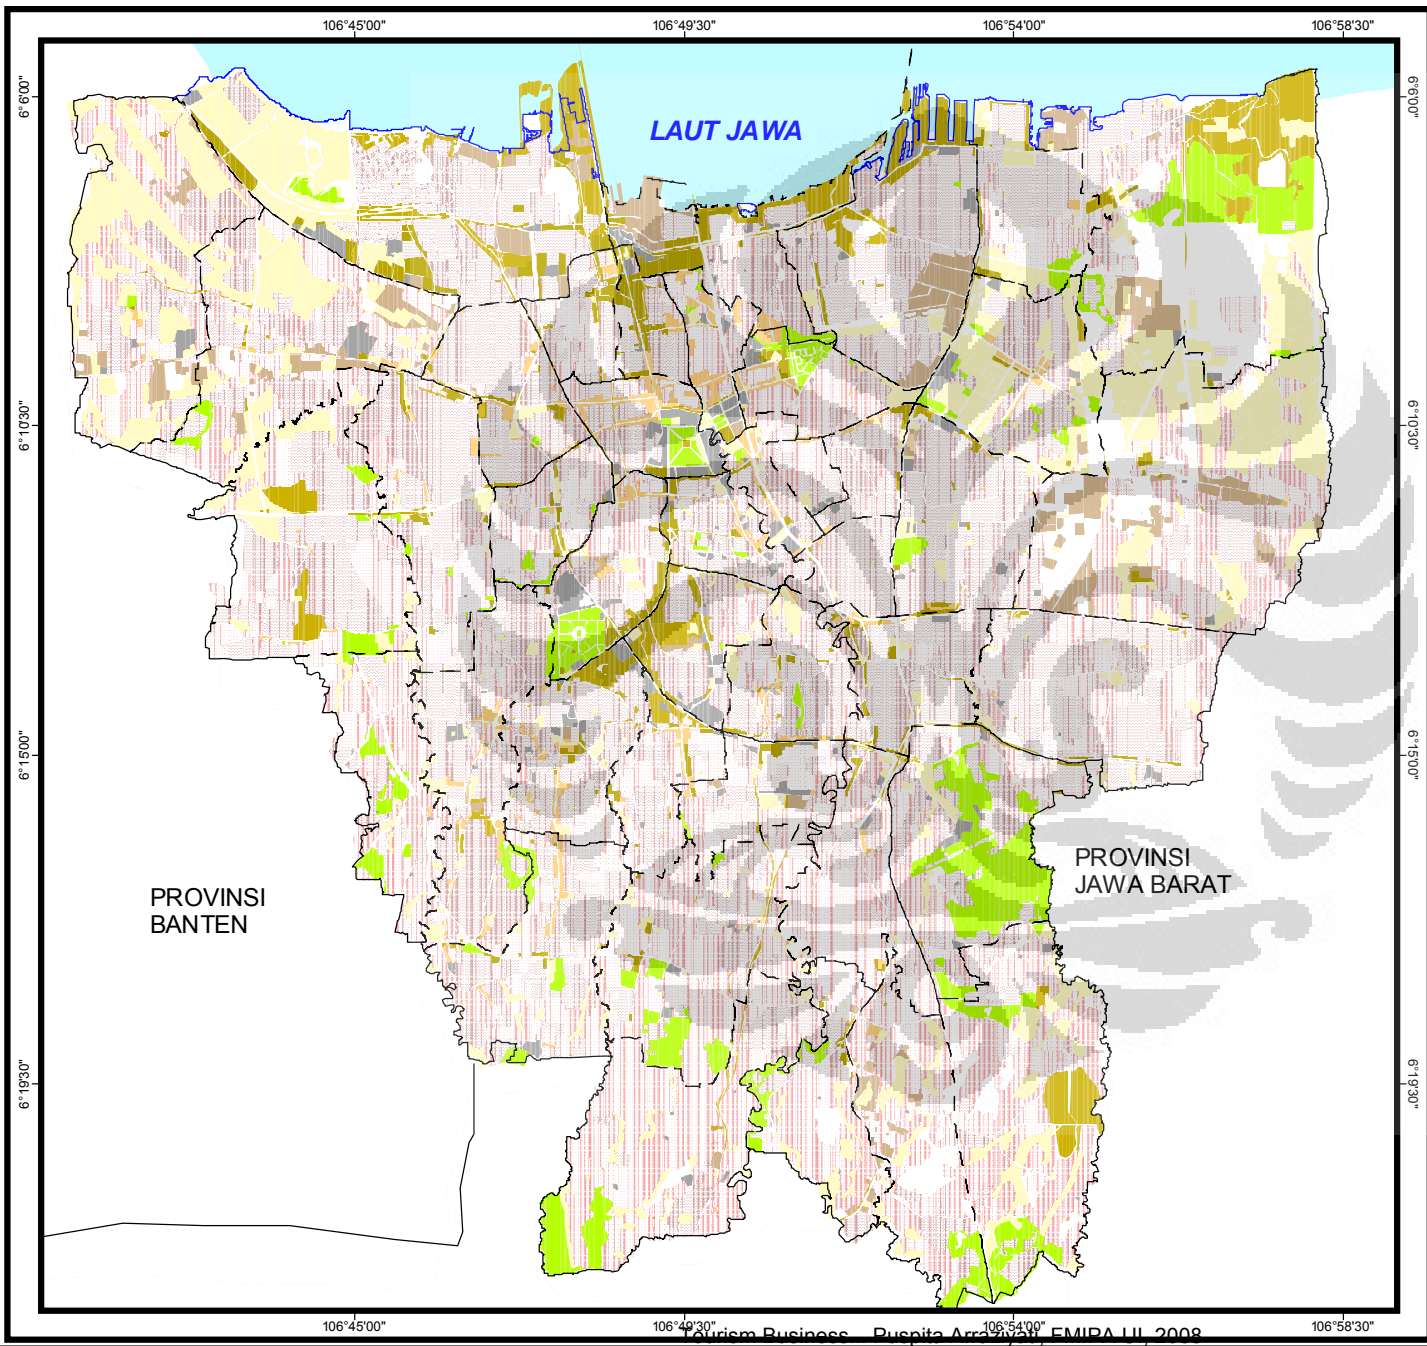 106°45'00" 106°49'30" 106°54'00" 106°58'30"
6°6'00" 6°6'00"
LAUT JAWA
6°10'30" 6°10'30"
6°15'00" 6°15'00"
PROVINSI
JAWA BARAT
PROVINSI
BANTEN
6°19'30" 6°19'30"
106°45'00" 106°49'30" 106°54'00" 106°58'30"
Tourism Business... Puspita Arraziyati, FMIPA UI, 2008